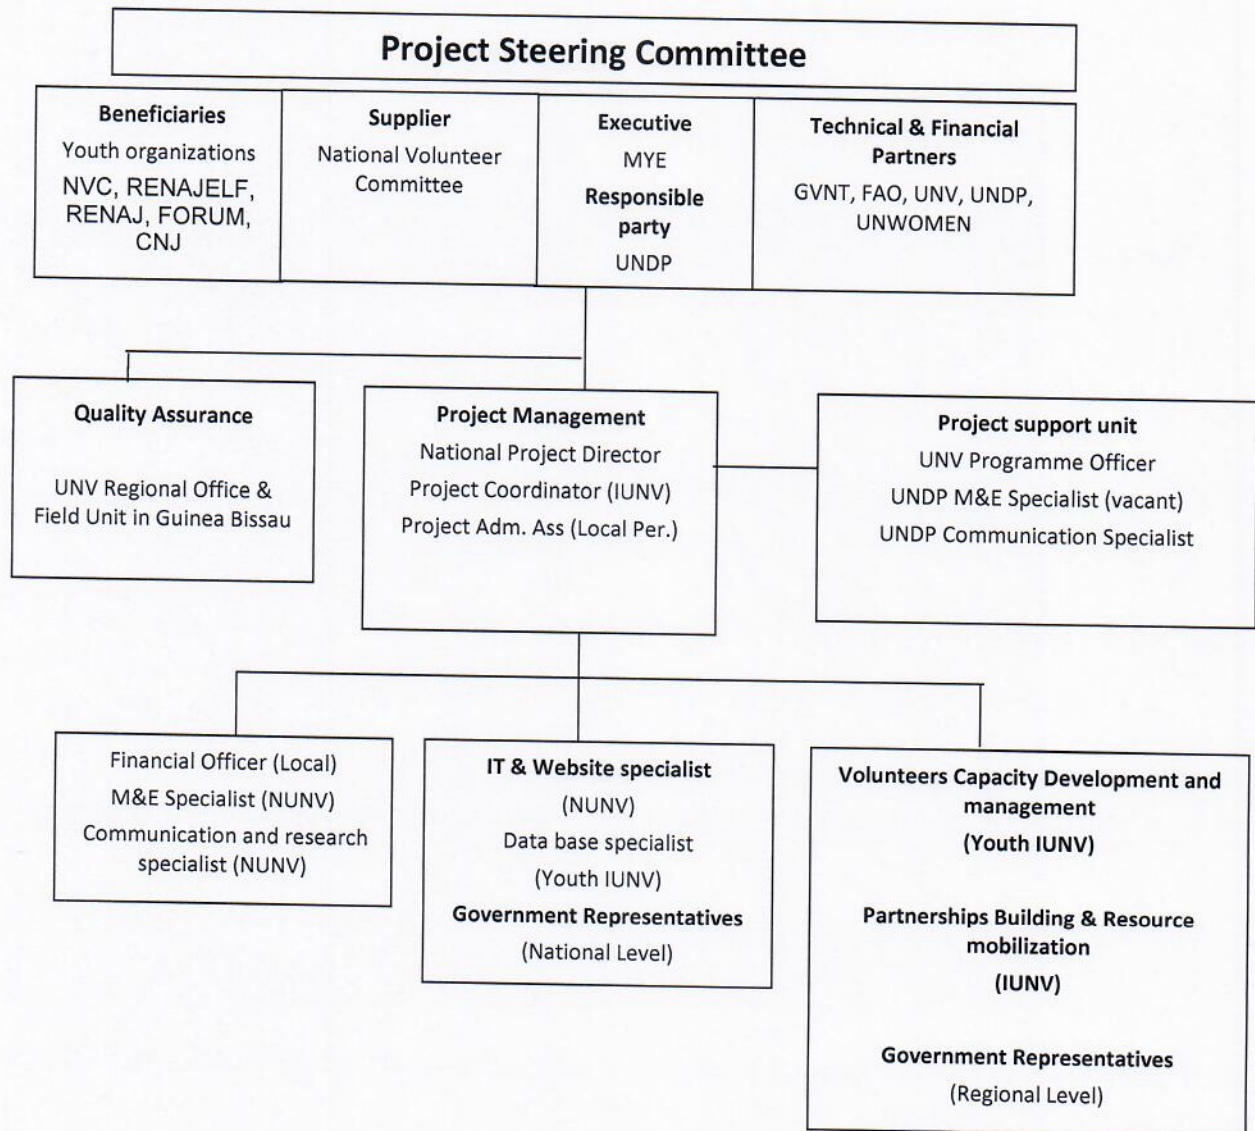 Project Steering Committee
Beneficiaries
Youth organizations
NVC, RENAJELF,
RENAJ, FORUM,
CNJ
Supplier
National Volunteer
Committee
Executive
MYE
Responsible
party
UNDP
Technical & Financial
Partners
GVNT, FAO, UNV, UNDP,
UNWOMEN
Quality Assurance
UNV Regional Office &
Field Unit in Guinea Bissau
Project Management
National Project Director
Project Coordinator (IUNV)
Project Adm. Ass (Local Per.)
Project support unit
UNV Programme Officer
UNDP M&E Specialist (vacant)
UNDP Communication Specialist
Financial Officer (Local)
M&E Specialist (NUNV)
Communication and research
specialist (NUNV)
IT & Website specialist
(NUNV)
Data base specialist
(Youth IUNV)
Government Representatives
(National Level)
Volunteers Capacity Development and
management
(Youth IUNV)
Partnerships Building & Resource
mobilization
(IUNV)
Government Representatives
(Regional Level)